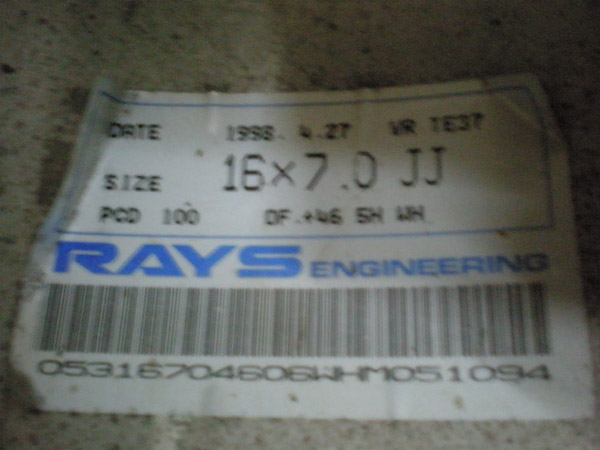 DATE 1998. 4.27 VR TE37
SIZE 16×7.0 JJ
PCD 100 OF.+46 5H WH
RAYS ENGINEERING
05316704606WHM051094